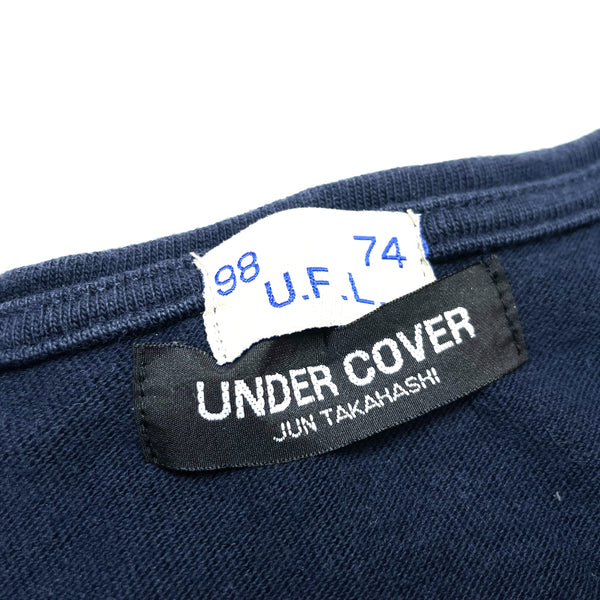 98 74
U.F.L.
UNDER COVER
JUN TAKAHASHI